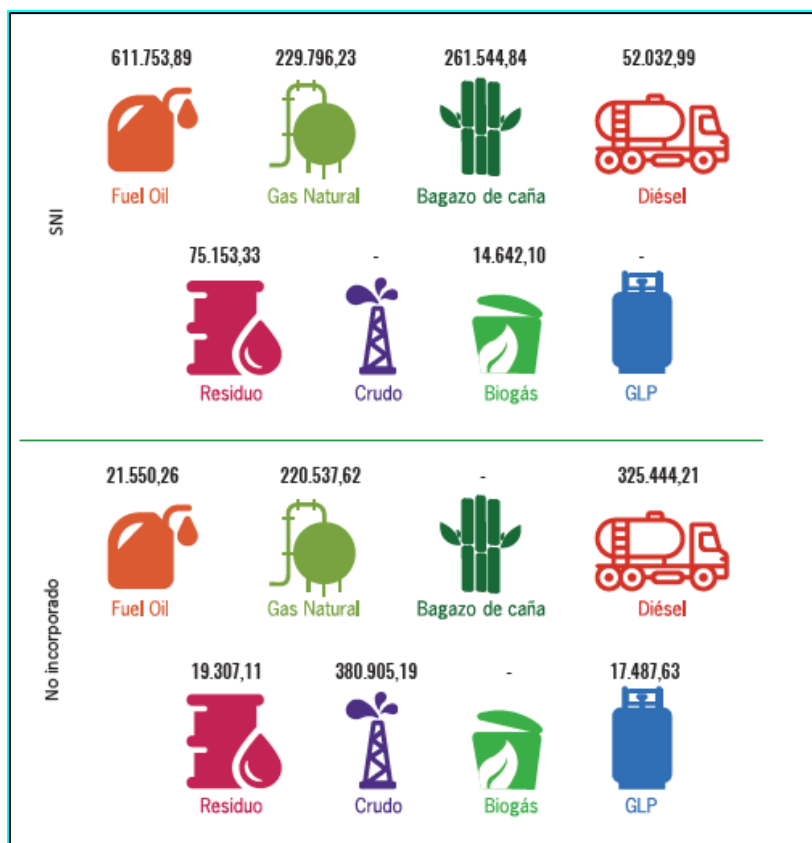 611.753,89 229.796,23 261.544,84 52.032,99
Fuel Oil Gas Natural Bagazo de caña Diésel
SNI
75.153,33 - 14.642,10 -
Residuo Crudo Biogás GLP
21.550,26 220.537,62 - 325.444,21
Fuel Oil Gas Natural Bagazo de caña Diésel
No incorporado
19.307,11 380.905,19 - 17.487,63
Residuo Crudo Biogás GLP